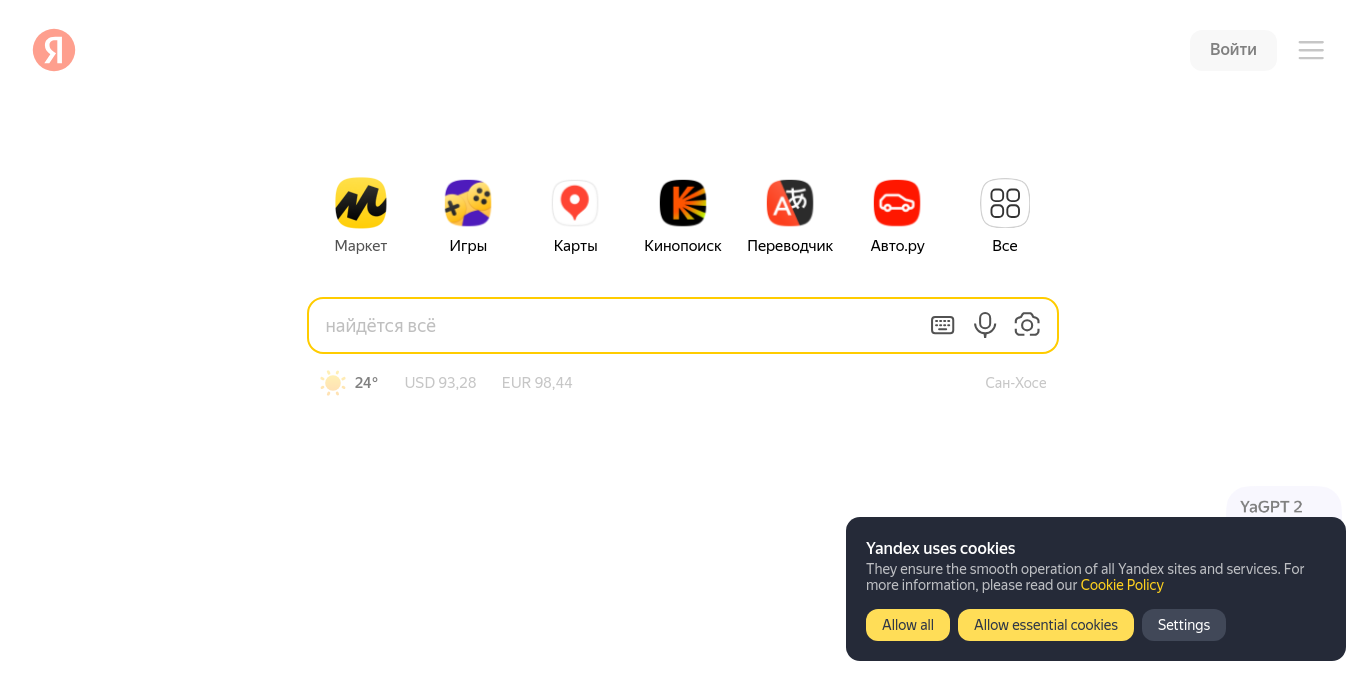 Я
Войти
Маркет
Игры
Карты
Кинопоиск
Переводчик
Авто.ру
Все
найдётся всё
24°
USD 93,28
EUR 98,44
Сан-Хосе
YaGPT 2
Yandex uses cookies
They ensure the smooth operation of all Yandex sites and services. For
more information, please read our Cookie Policy
Allow all
Allow essential cookies
Settings